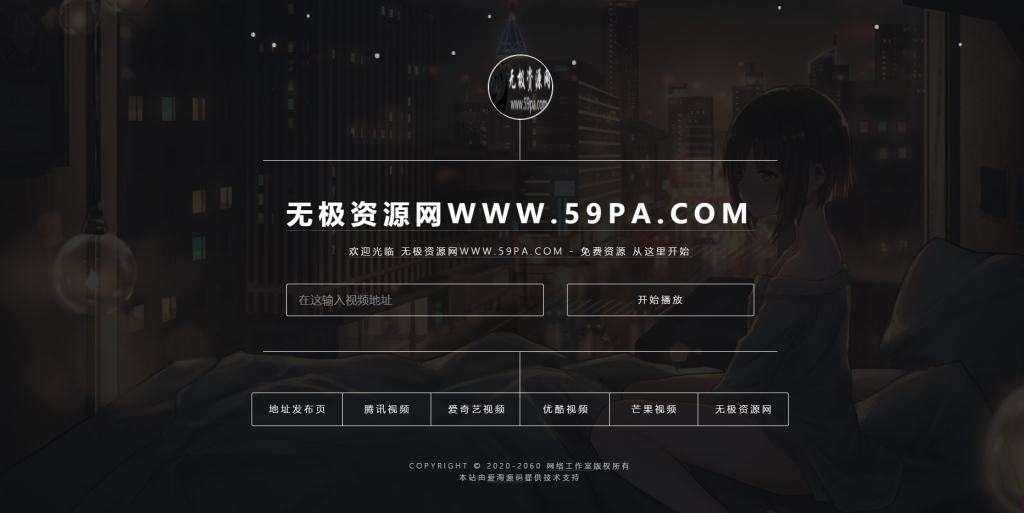 无极资源网
www.59pa.com
无极资源网WWW.59PA.COM
欢迎光临 无极资源网WWW.59PA.COM - 免费资源 从这里开始
在这输入视频地址 开始播放
地址发布页 腾讯视频 爱奇艺视频 优酷视频 芒果视频 无极资源网
COPYRIGHT © 2020-2060 网络工作室版权所有
本站由爱淘源码提供技术支持